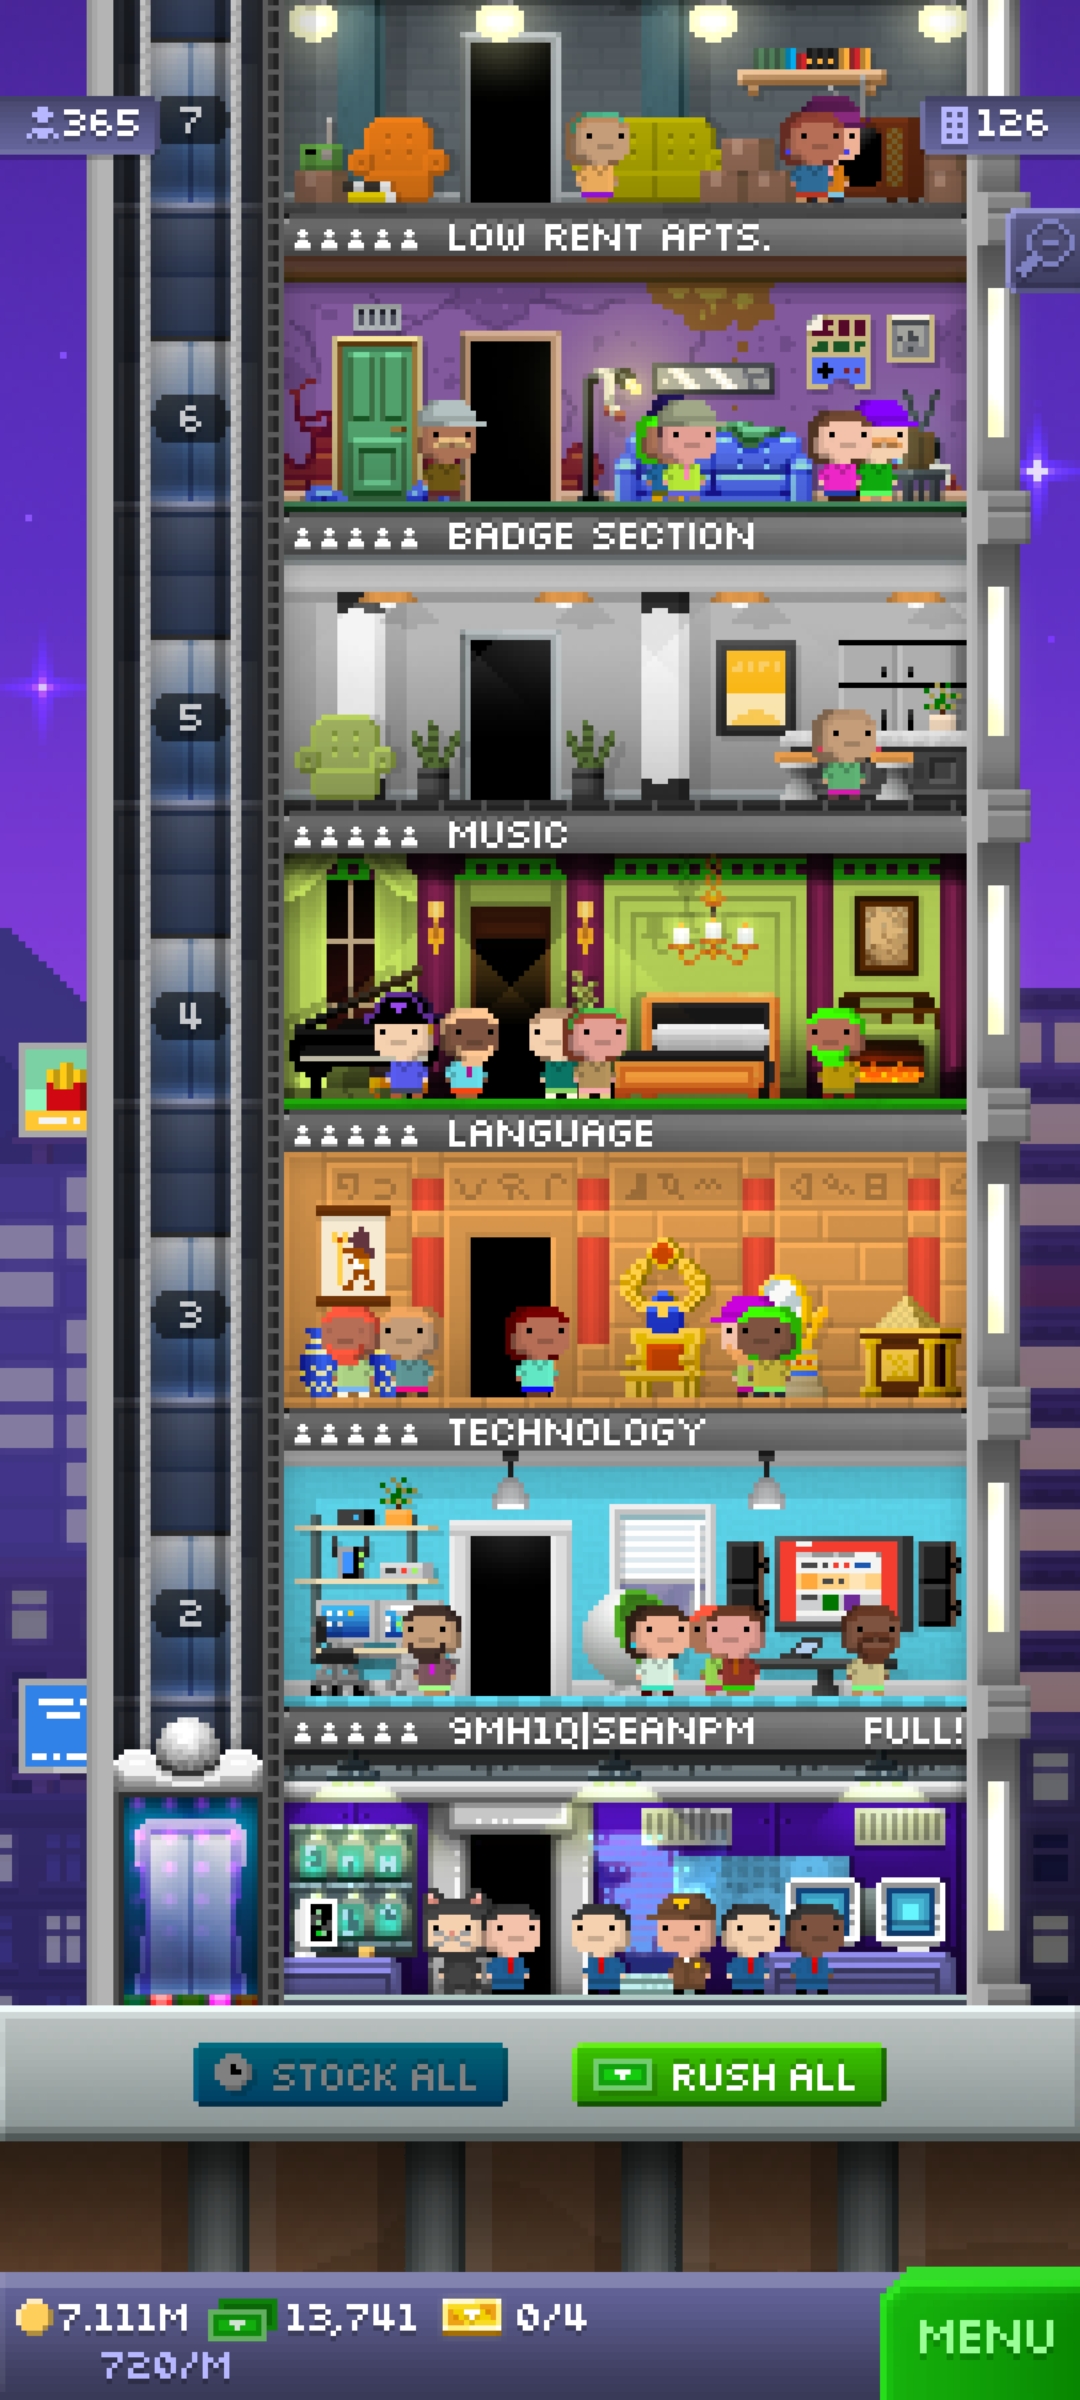 365
7
126
LOW RENT APTS.
6
BADGE SECTION
5
MUSIC
4
LANGUAGE
3
TECHNOLOGY
2
9MH1Q|SEANPM FULL!
STOCK ALL
RUSH ALL
7.111M
13,741
0/4
720/M
MENU